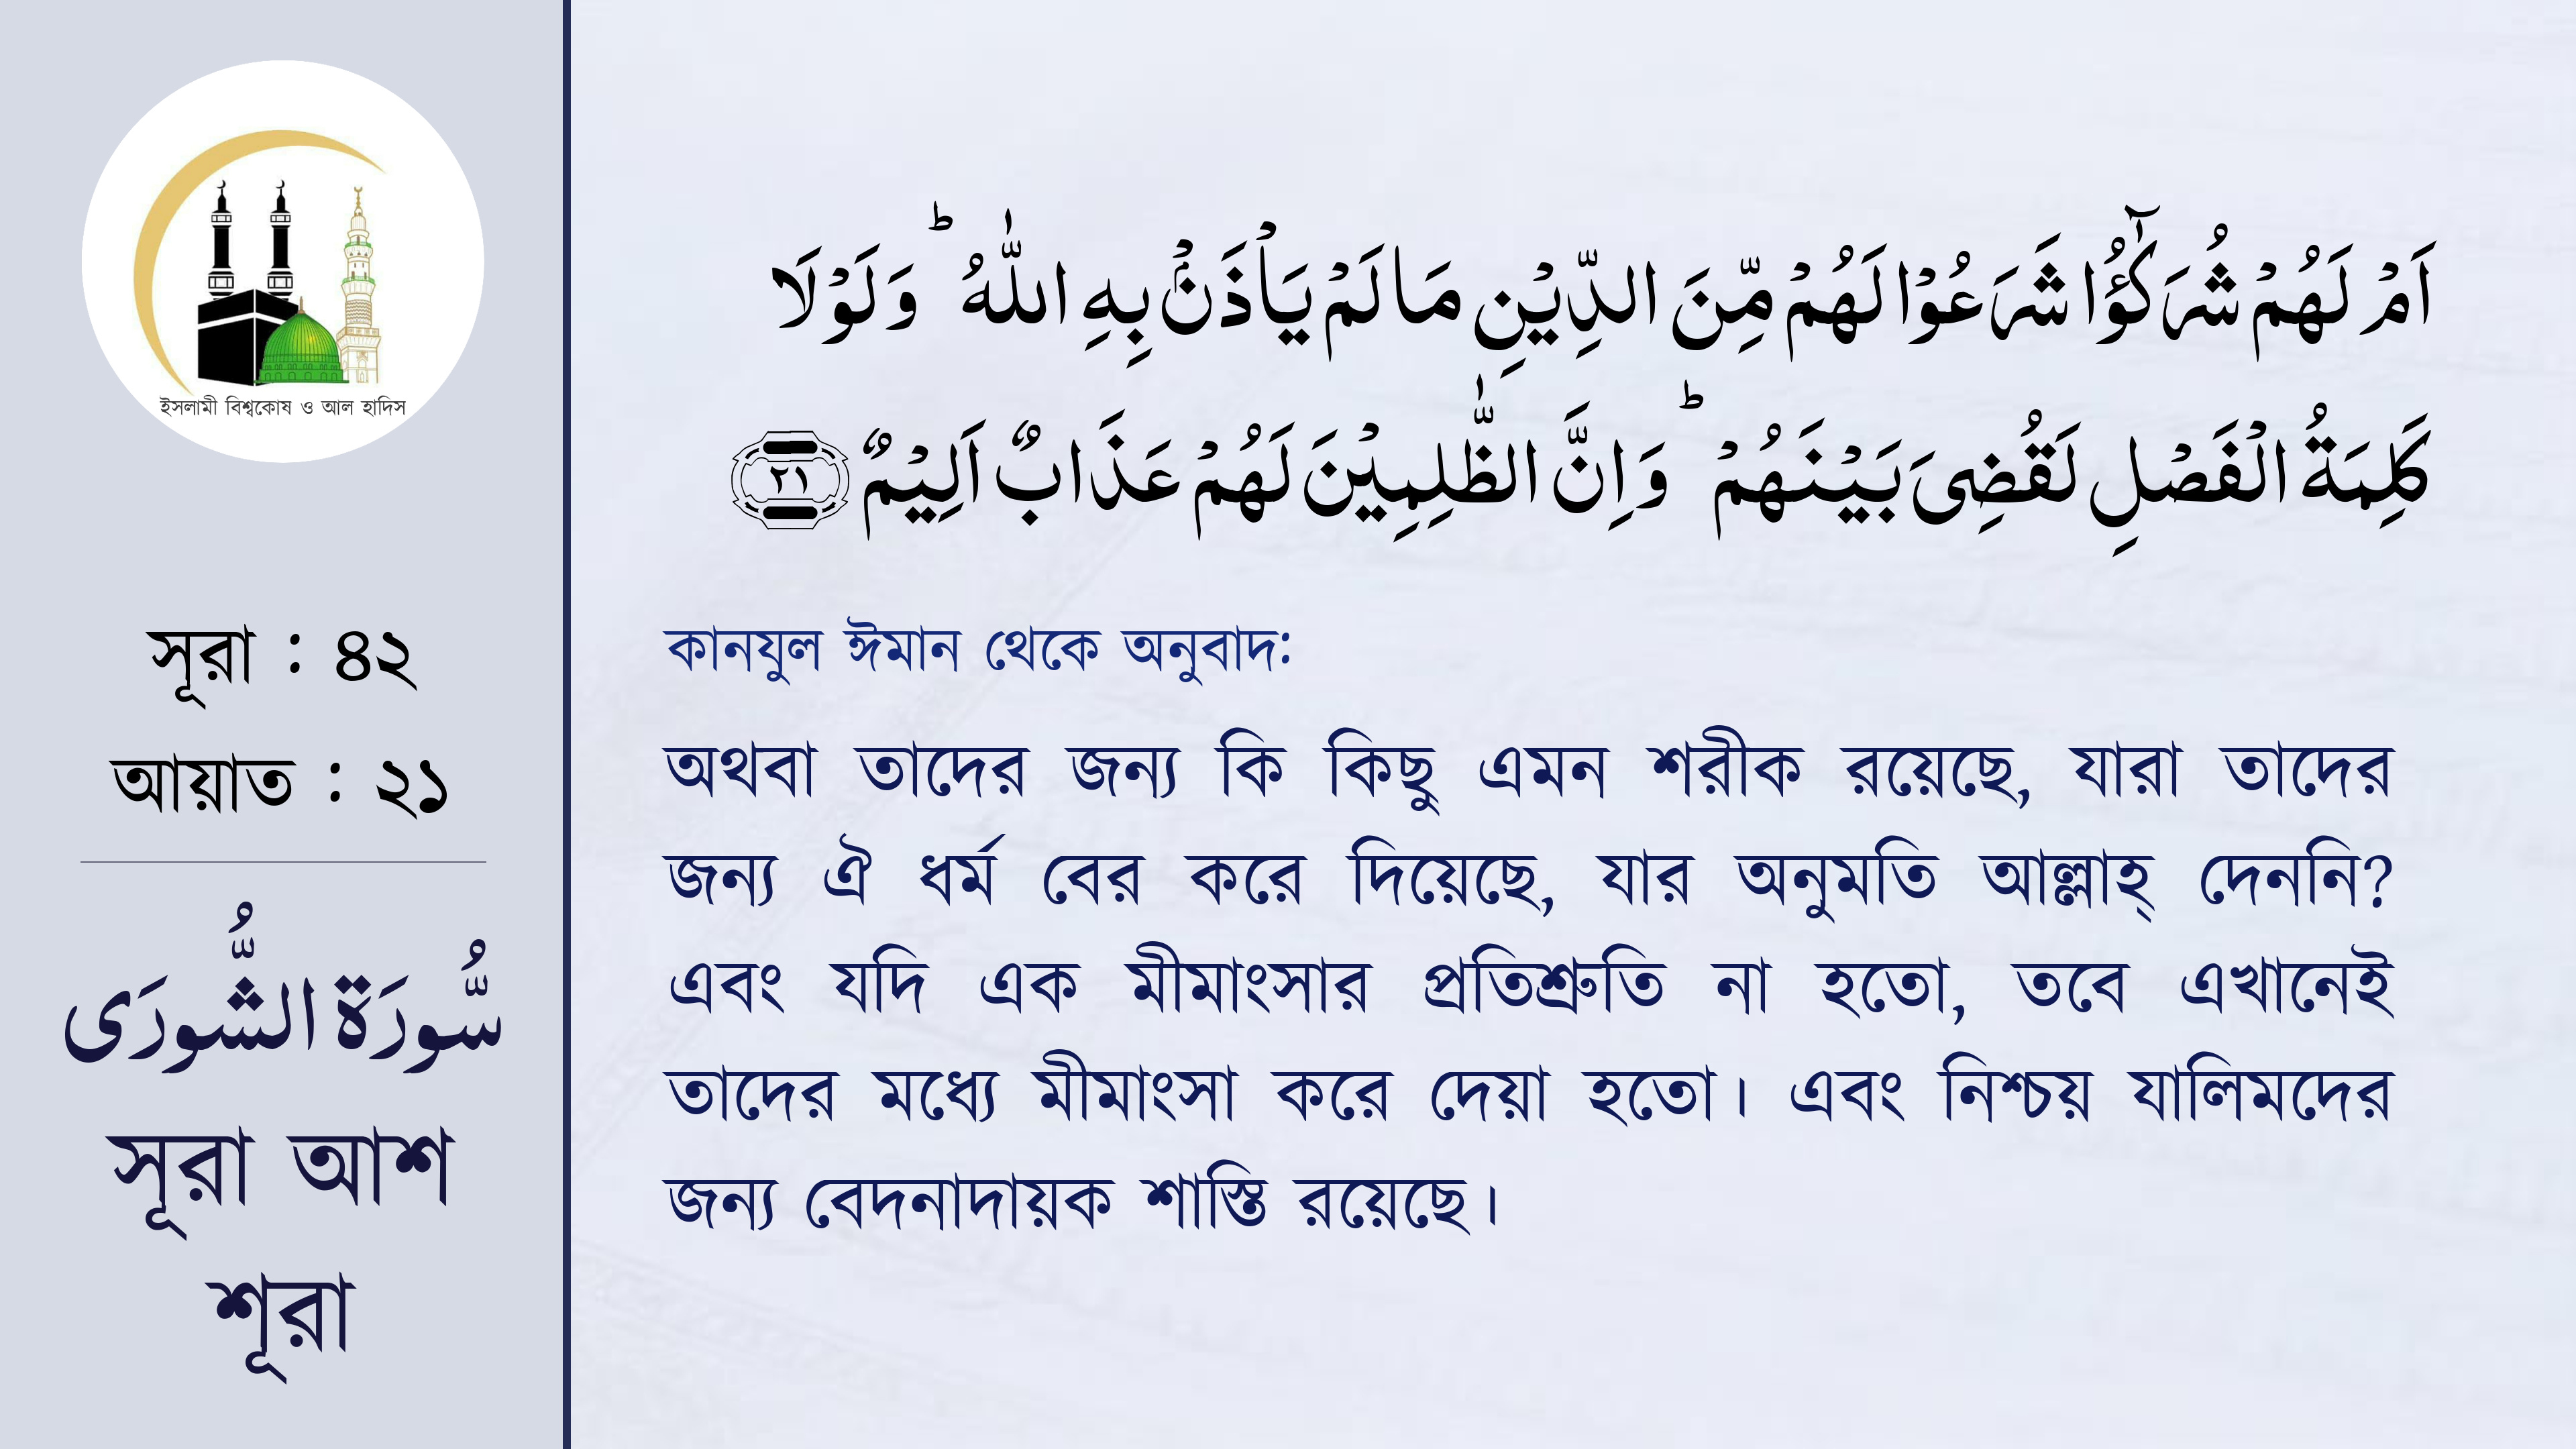 ইসলামী বিশ্বকোষ ও আল হাদিস
সূরা : ৪২
আয়াত : ২১
سُّورَة الشُّورَى
সূরা আশ
শূরা
اَمۡ لَهُمۡ شُرَكٰٓؤُا شَرَعُوۡا لَهُمۡ مِّنَ الدِّيۡنِ مَا لَمۡ يَاۡذَنۡۢ بِهِ اللّٰهُ‌ؕ وَلَوۡلَا
كَلِمَةُ الۡفَصۡلِ لَقُضِىَ بَيۡنَهُمۡ‌ؕ وَاِنَّ الظّٰلِمِيۡنَ لَهُمۡ عَذَابٌ اَلِيۡمٌ‏ ﴿۲۱﴾
কানযুল ঈমান থেকে অনুবাদ:
অথবা তাদের জন্য কি কিছু এমন শরীক রয়েছে, যারা তাদের
জন্য ঐ ধর্ম বের করে দিয়েছে, যার অনুমতি আল্লাহ্ দেননি?
এবং যদি এক মীমাংসার প্রতিশ্রুতি না হতো, তবে এখানেই
তাদের মধ্যে মীমাংসা করে দেয়া হতো। এবং নিশ্চয় যালিমদের
জন্য বেদনাদায়ক শাস্তি রয়েছে।